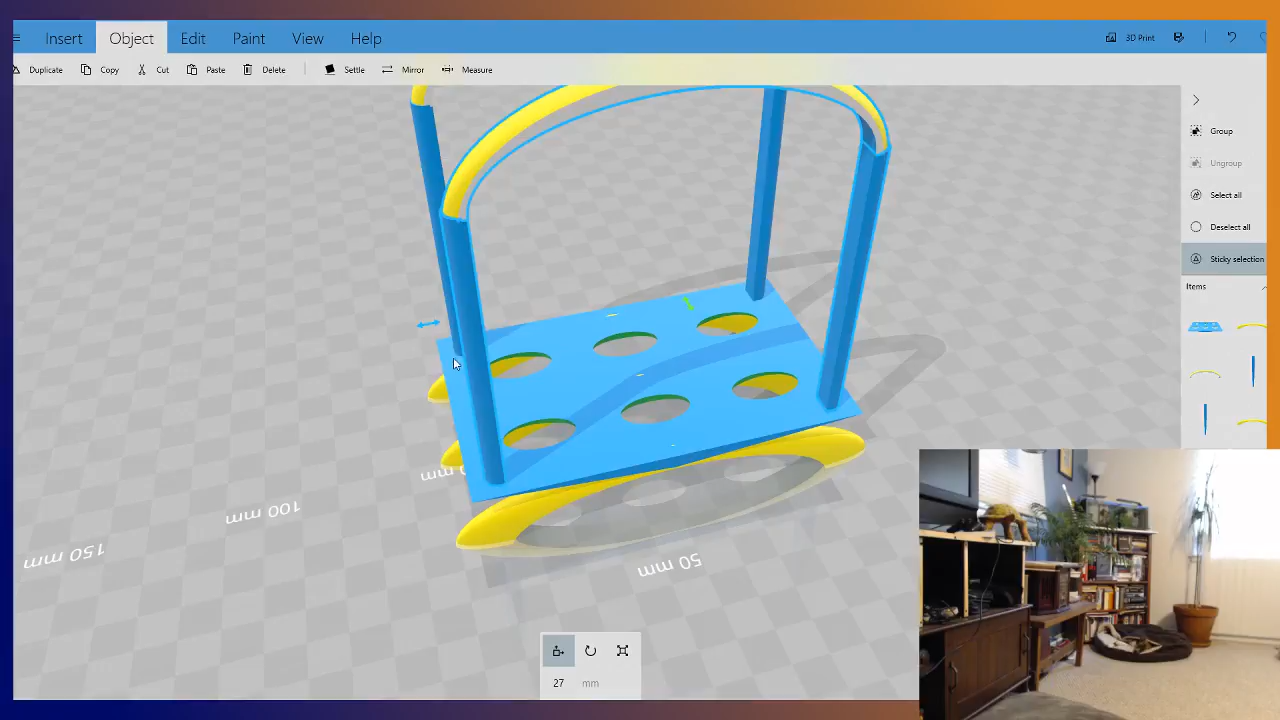 Insert Object Edit Paint View Help 3D Print
Duplicate Copy Cut Paste Delete Settle Mirror Measure
Group
Ungroup
Select all
Deselect all
Sticky selection
Items
mm
100 mm
150 mm
50 mm
27 mm